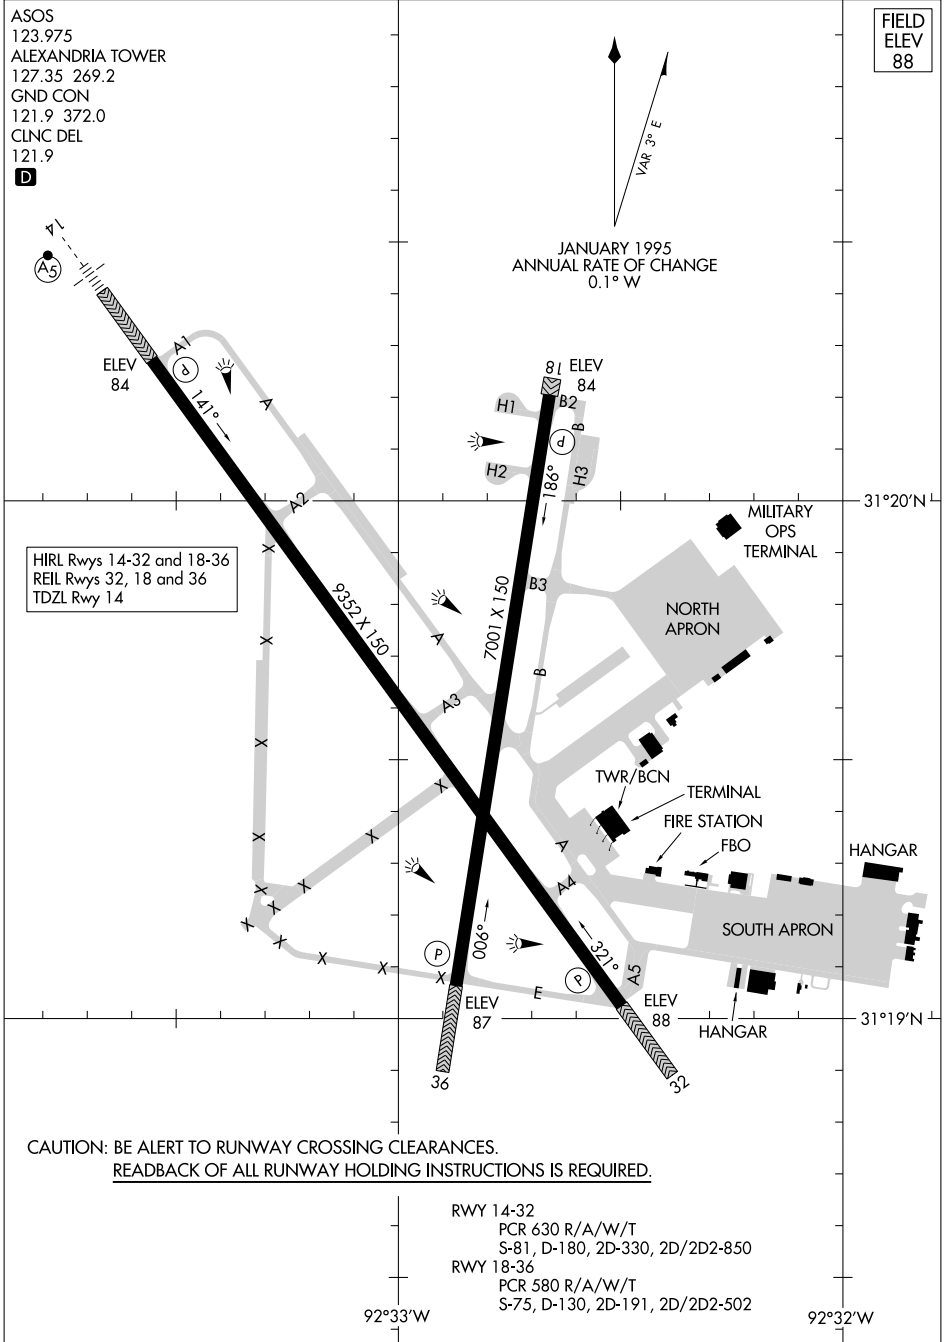 ASOS
123.975
ALEXANDRIA TOWER
127.35 269.2
GND CON
121.9 372.0
CLNC DEL
121.9
D
FIELD
ELEV
88
VAR 3° E
JANUARY 1995
ANNUAL RATE OF CHANGE
0.1° W
14
A5
ELEV
84
A1
P
141°
A
A2
18
ELEV
84
H1
B2
B
P
H2
H3
186°
31°20'N
MILITARY
OPS
TERMINAL
HIRL Rwys 14-32 and 18-36
REIL Rwys 32, 18 and 36
TDZL Rwy 14
X
9352 X 150
7001 X 150
B3
NORTH
APRON
X
A
B
A3
X
X
TWR/BCN
TERMINAL
FIRE STATION
FBO
HANGAR
X
X
A
A4
X
X
X
X
X
SOUTH APRON
006°
321°
P
P
A5
X
X
X
E
ELEV
87
ELEV
88
HANGAR
31°19'N
36
32
CAUTION: BE ALERT TO RUNWAY CROSSING CLEARANCES.
READBACK OF ALL RUNWAY HOLDING INSTRUCTIONS IS REQUIRED.
RWY 14-32
PCR 630 R/A/W/T
S-81, D-180, 2D-330, 2D/2D2-850
RWY 18-36
PCR 580 R/A/W/T
S-75, D-130, 2D-191, 2D/2D2-502
92°33'W
92°32'W